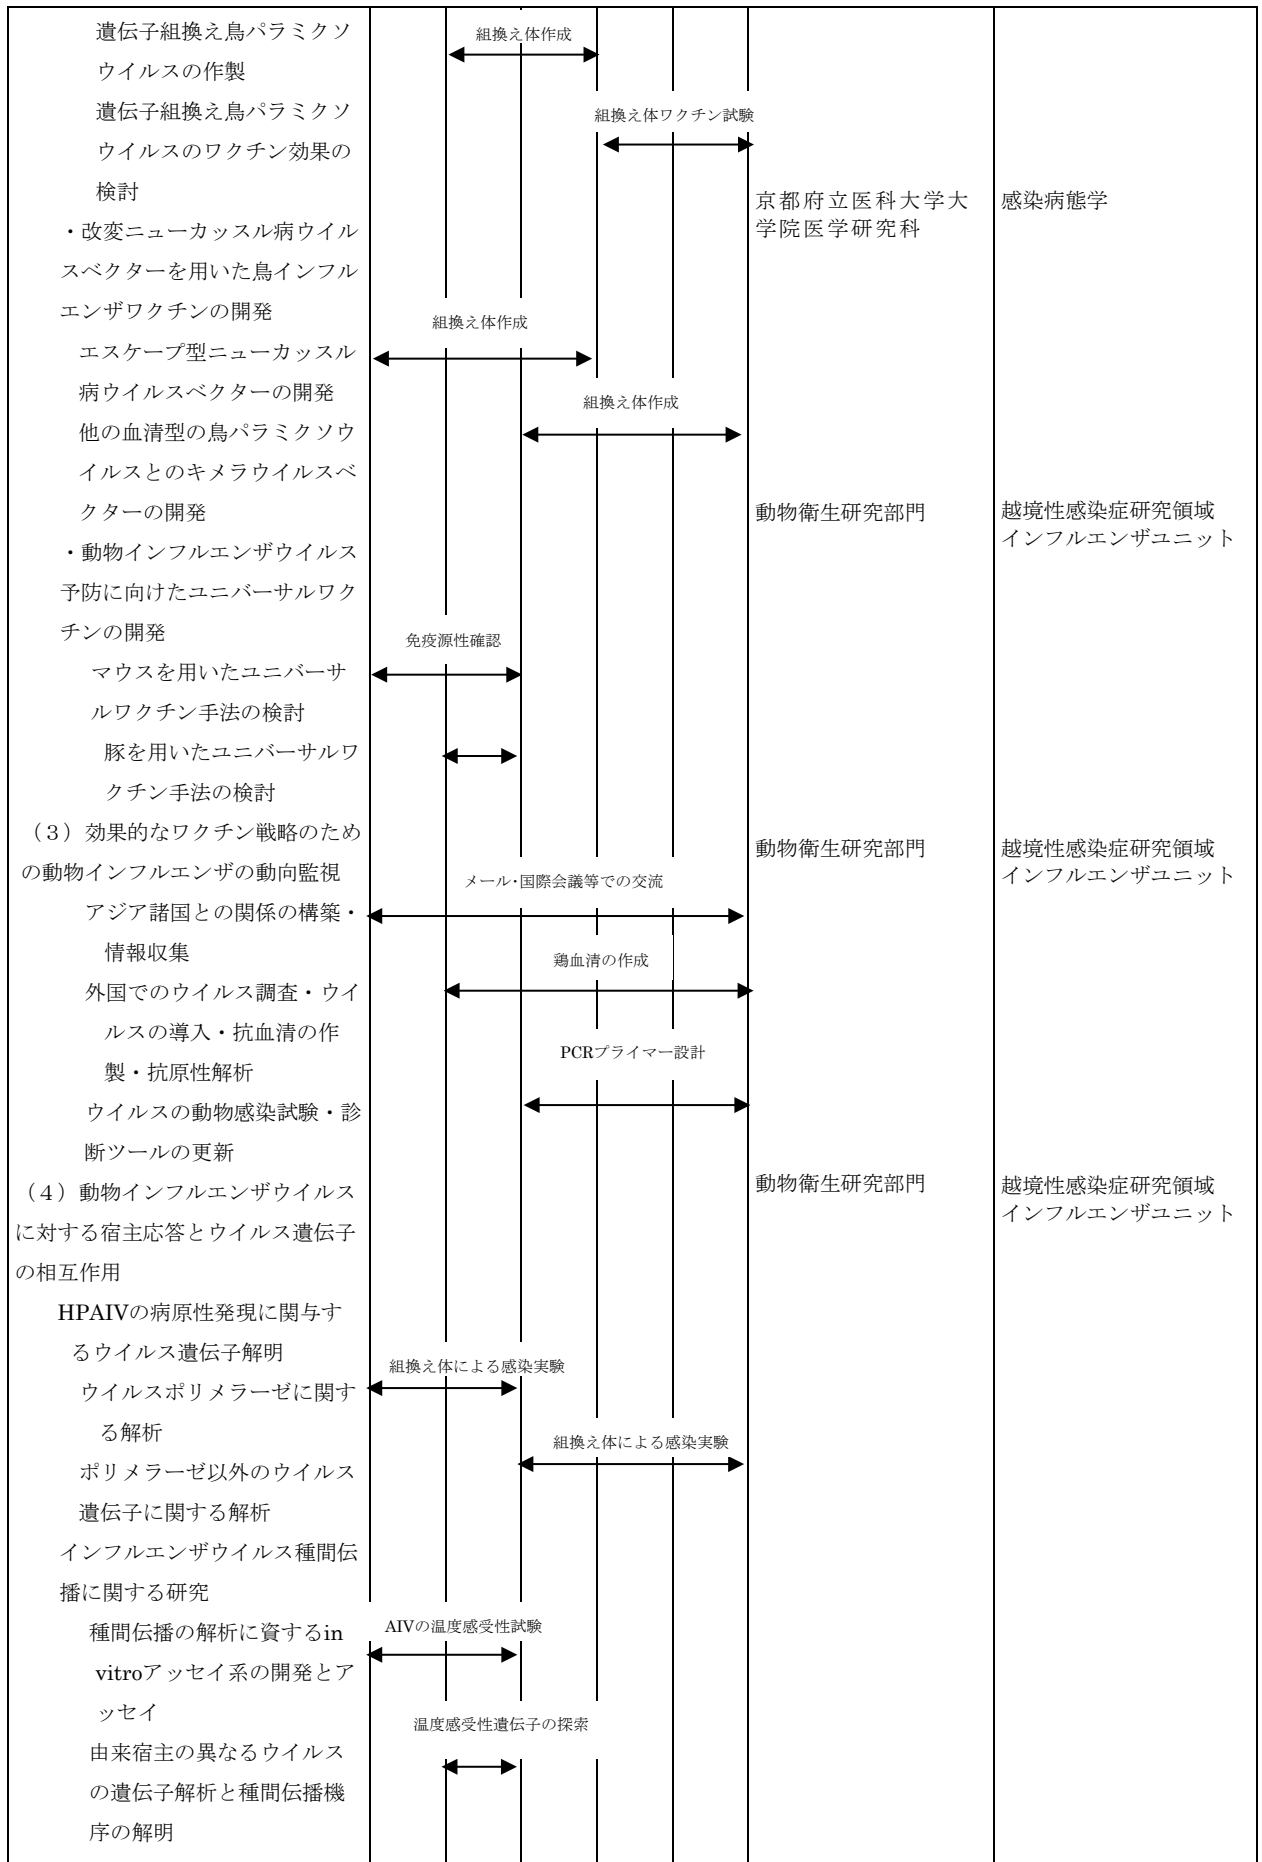 遺伝子組換え鳥パラミクソ
ウイルスの作製
組換え体作成
遺伝子組換え鳥パラミクソ
ウイルスのワクチン効果の
検討
組換え体ワクチン試験
・改変ニューカッスル病ウイル
スベクターを用いた鳥インフル
エンザワクチンの開発
京都府立医科大学大
学院医学研究科
感染病態学
エスケープ型ニューカッスル
病ウイルスベクターの開発
組換え体作成
他の血清型の鳥パラミクソウ
イルスとのキメラウイルスベ
クターの開発
組換え体作成
・動物インフルエンザウイルス
予防に向けたユニバーサルワク
チンの開発
動物衛生研究部門
越境性感染症研究領域
インフルエンザユニット
マウスを用いたユニバーサ
ルワクチン手法の検討
免疫源性確認
豚を用いたユニバーサルワ
クチン手法の検討
（３）効果的なワクチン戦略のため
の動物インフルエンザの動向監視
動物衛生研究部門
越境性感染症研究領域
インフルエンザユニット
アジア諸国との関係の構築・
情報収集
メール・国際会議等での交流
外国でのウイルス調査・ウイ
ルスの導入・抗血清の作
製・抗原性解析
鶏血清の作成
ウイルスの動物感染試験・診
断ツールの更新
PCRプライマー設計
（４）動物インフルエンザウイルス
に対する宿主応答とウイルス遺伝子
の相互作用
動物衛生研究部門
越境性感染症研究領域
インフルエンザユニット
HPAIVの病原性発現に関与す
るウイルス遺伝子解明
ウイルスポリメラーゼに関す
る解析
組換え体による感染実験
ポリメラーゼ以外のウイルス
遺伝子に関する解析
組換え体による感染実験
インフルエンザウイルス種間伝
播に関する研究
種間伝播の解析に資するin
vitroアッセイ系の開発とア
ッセイ
AIVの温度感受性試験
由来宿主の異なるウイルス
の遺伝子解析と種間伝播機
序の解明
温度感受性遺伝子の探索